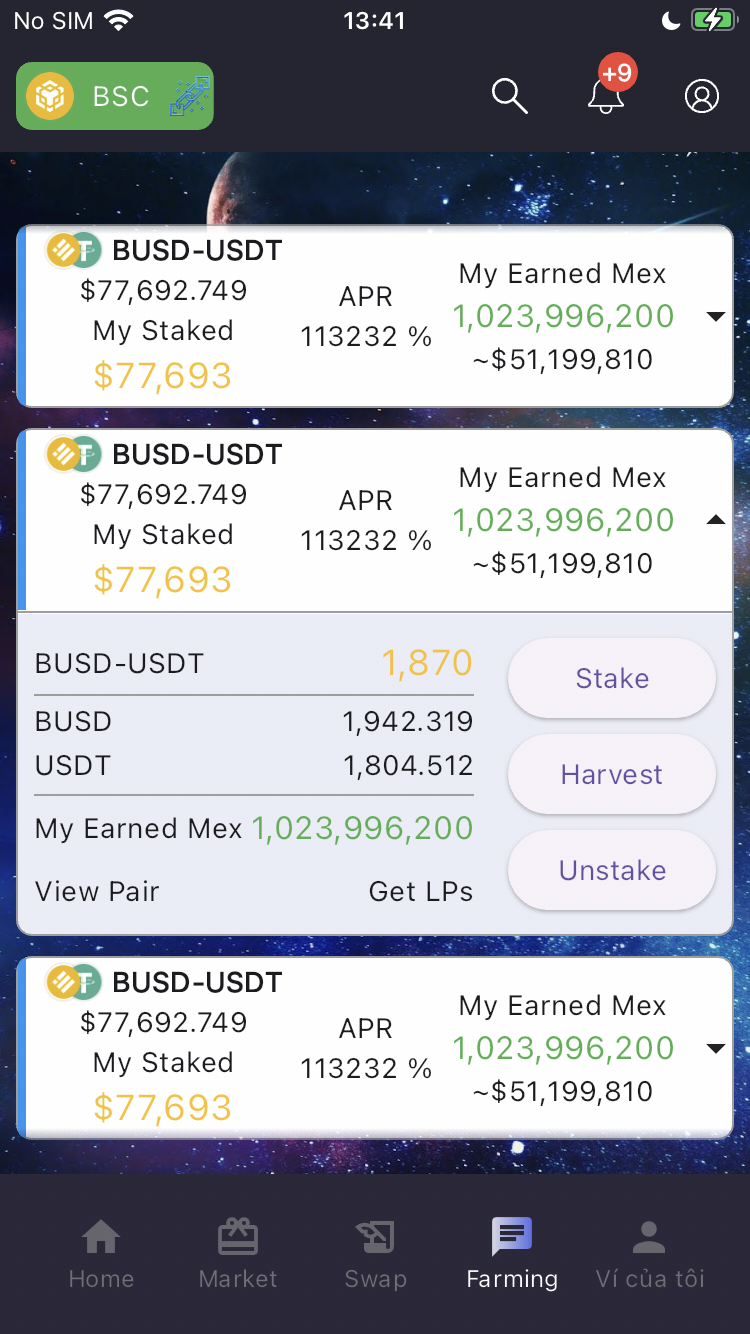 No SIM 13:41
BSC +9
BUSD-USDT
$77,692.749
My Staked
$77,693
APR
113232 %
My Earned Mex
1,023,996,200
~$51,199,810
BUSD-USDT
$77,692.749
My Staked
$77,693
APR
113232 %
My Earned Mex
1,023,996,200
~$51,199,810
BUSD-USDT 1,870
BUSD 1,942.319
USDT 1,804.512
My Earned Mex 1,023,996,200
View Pair Get LPs
Stake
Harvest
Unstake
BUSD-USDT
$77,692.749
My Staked
$77,693
APR
113232 %
My Earned Mex
1,023,996,200
~$51,199,810
Home Market Swap Farming Ví của tôi